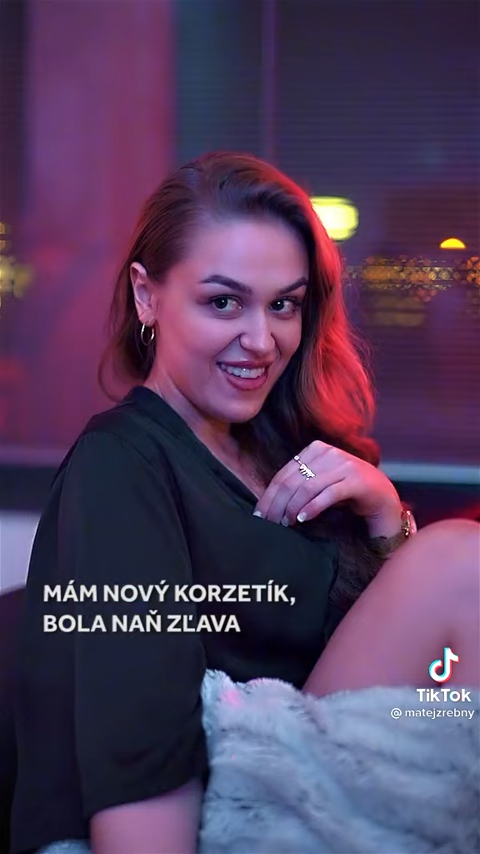 MÁM NOVÝ KORZETÍK,
BOLA NAŇ ZĽAVA
TikTok
@matejzrebny